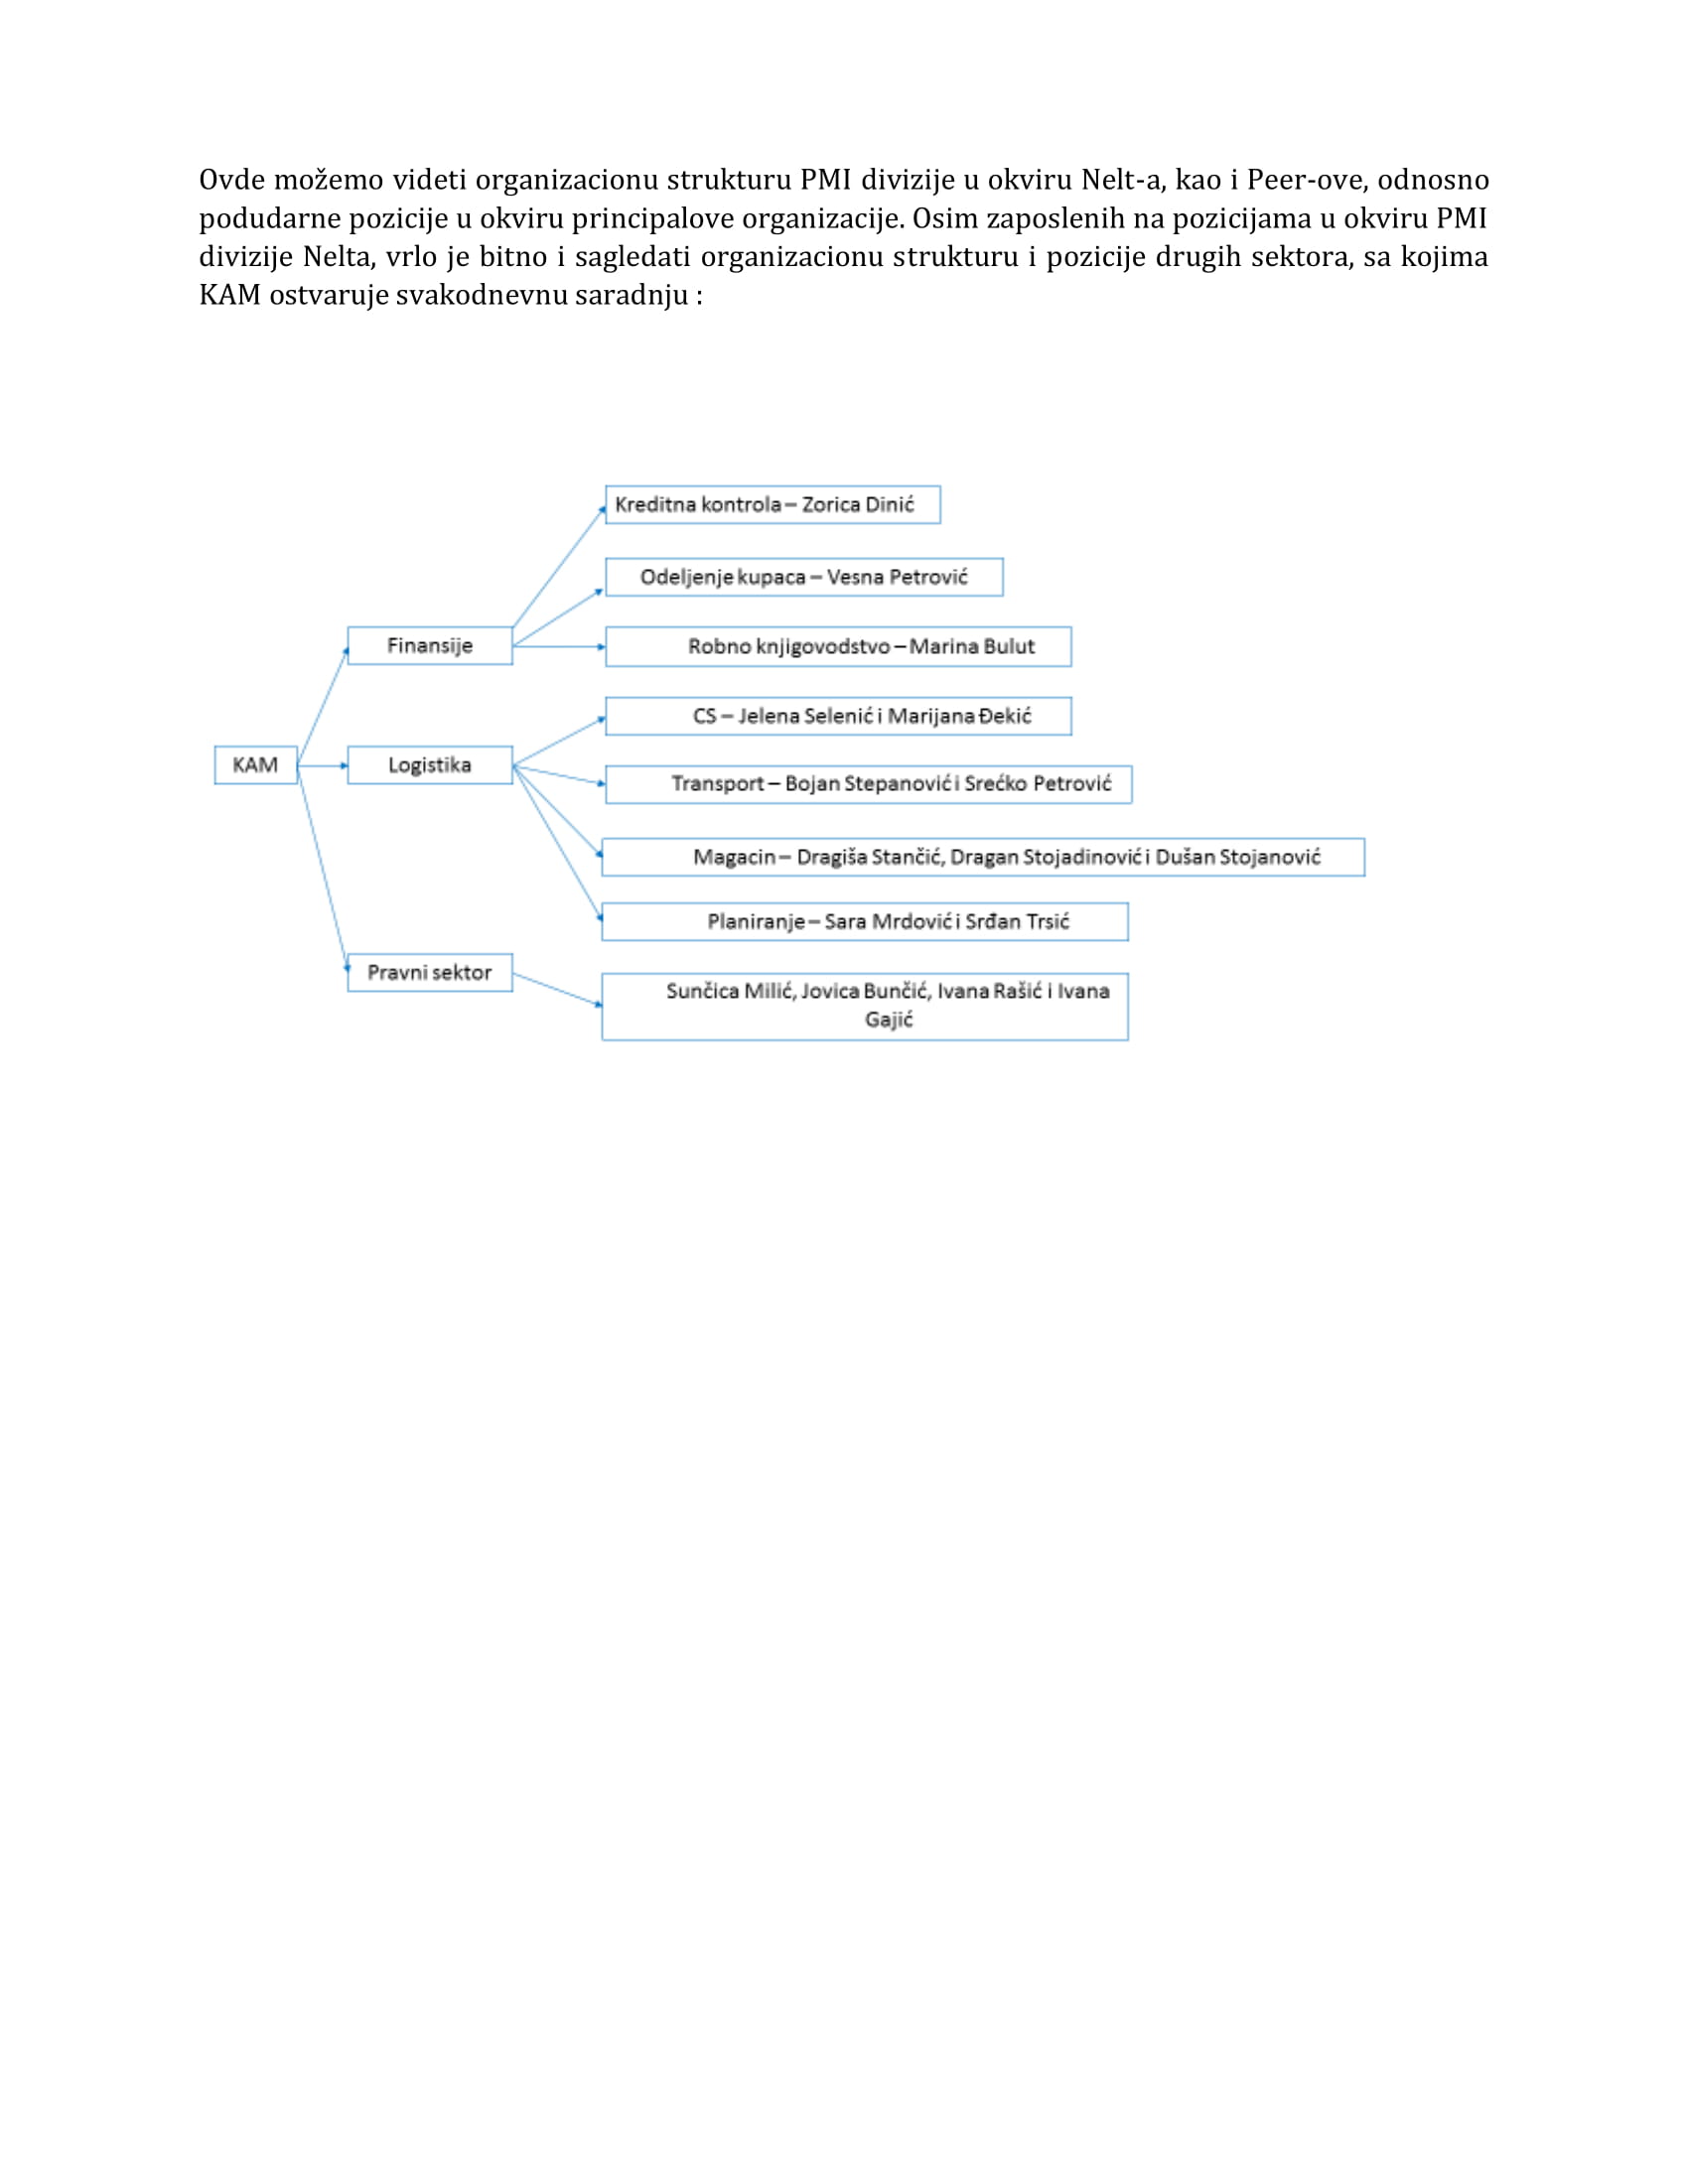 Ovde možemo videti organizacionu strukturu PMI divizije u okviru Nelt-a, kao i Peer-ove, odnosno
podudarne pozicije u okviru principalove organizacije. Osim zaposlenih na pozicijama u okviru PMI
divizije Nelta, vrlo je bitno i sagledati organizacionu strukturu i pozicije drugih sektora, sa kojima
KAM ostvaruje svakodnevnu saradnju :
Kreditna kontrola – Zorica Dinić
Odeljenje kupaca – Vesna Petrović
Finansije
Robno knjigovodstvo – Marina Bulut
CS – Jelena Selenić i Marijana Đekić
KAM
Logistika
Transport – Bojan Stepanović i Srećko Petrović
Magacin – Dragiša Stančić, Dragan Stojadinović i Dušan Stojanović
Planiranje – Sara Mrdović i Srđan Trsić
Pravni sektor
Sunčica Milić, Jovica Bunčić, Ivana Rašić i Ivana
Gajić